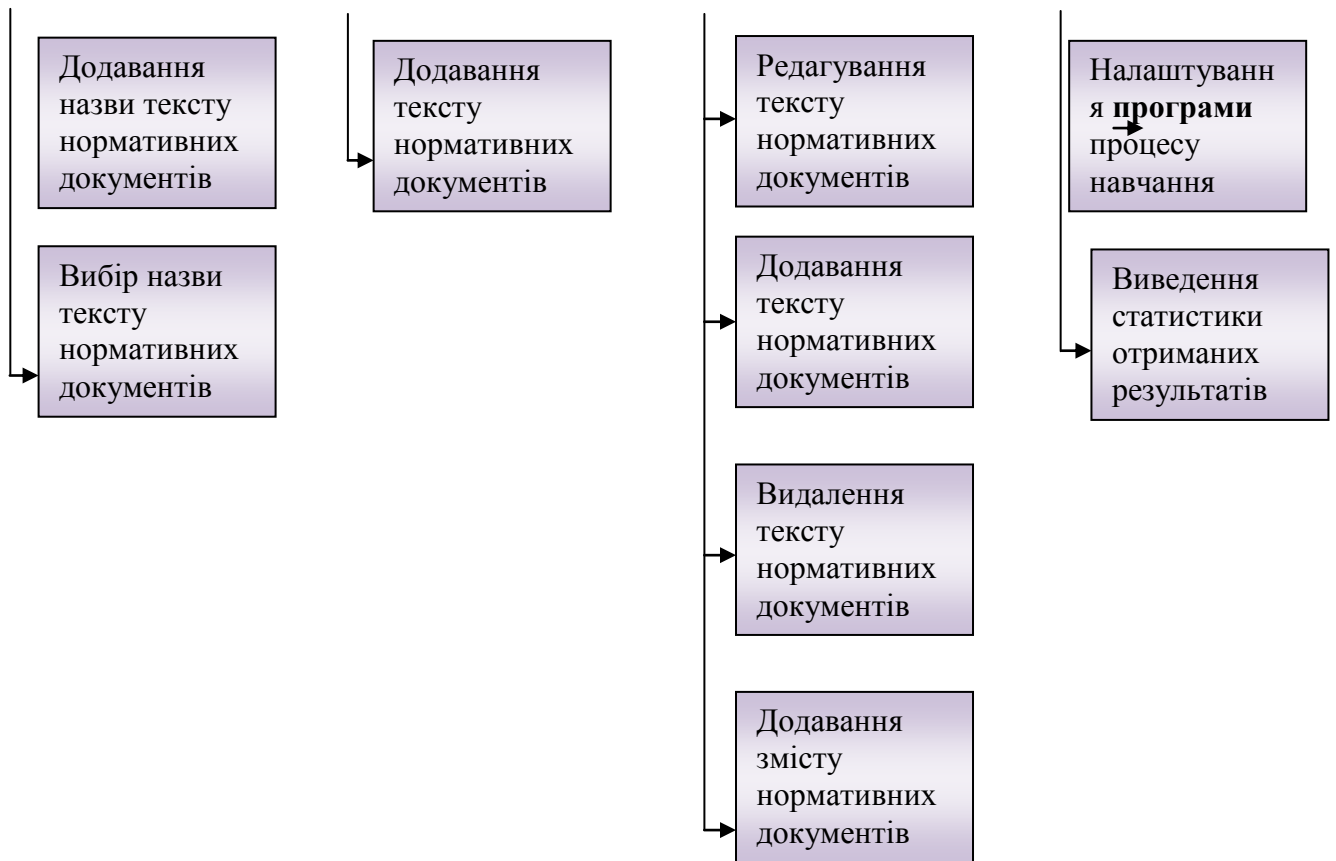 Додавання
назви тексту
нормативних
документів
Вибір назви
тексту
нормативних
документів
Додавання
тексту
нормативних
документів
Редагування
тексту
нормативних
документів
Додавання
тексту
нормативних
документів
Видалення
тексту
нормативних
документів
Додавання
змісту
нормативних
документів
Налаштуванн
я програми
процесу
навчання
Виведення
статистики
отриманих
результатів